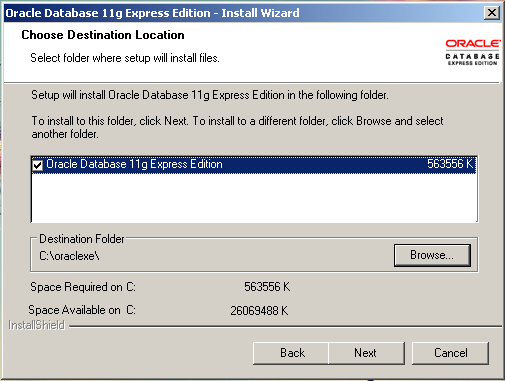 Oracle Database 11g Express Edition - Install Wizard
Choose Destination Location
Select folder where setup will install files.
ORACLE
DATABASE
EXPRESS EDITION
Setup will install Oracle Database 11g Express Edition in the following folder.
To install to this folder, click Next. To install to a different folder, click Browse and select
another folder.
Oracle Database 11g Express Edition 563556 K
Destination Folder
C:\oraclexe\
Browse...
Space Required on C: 563556 K
Space Available on C: 26069488 K
InstallShield
Back Next Cancel